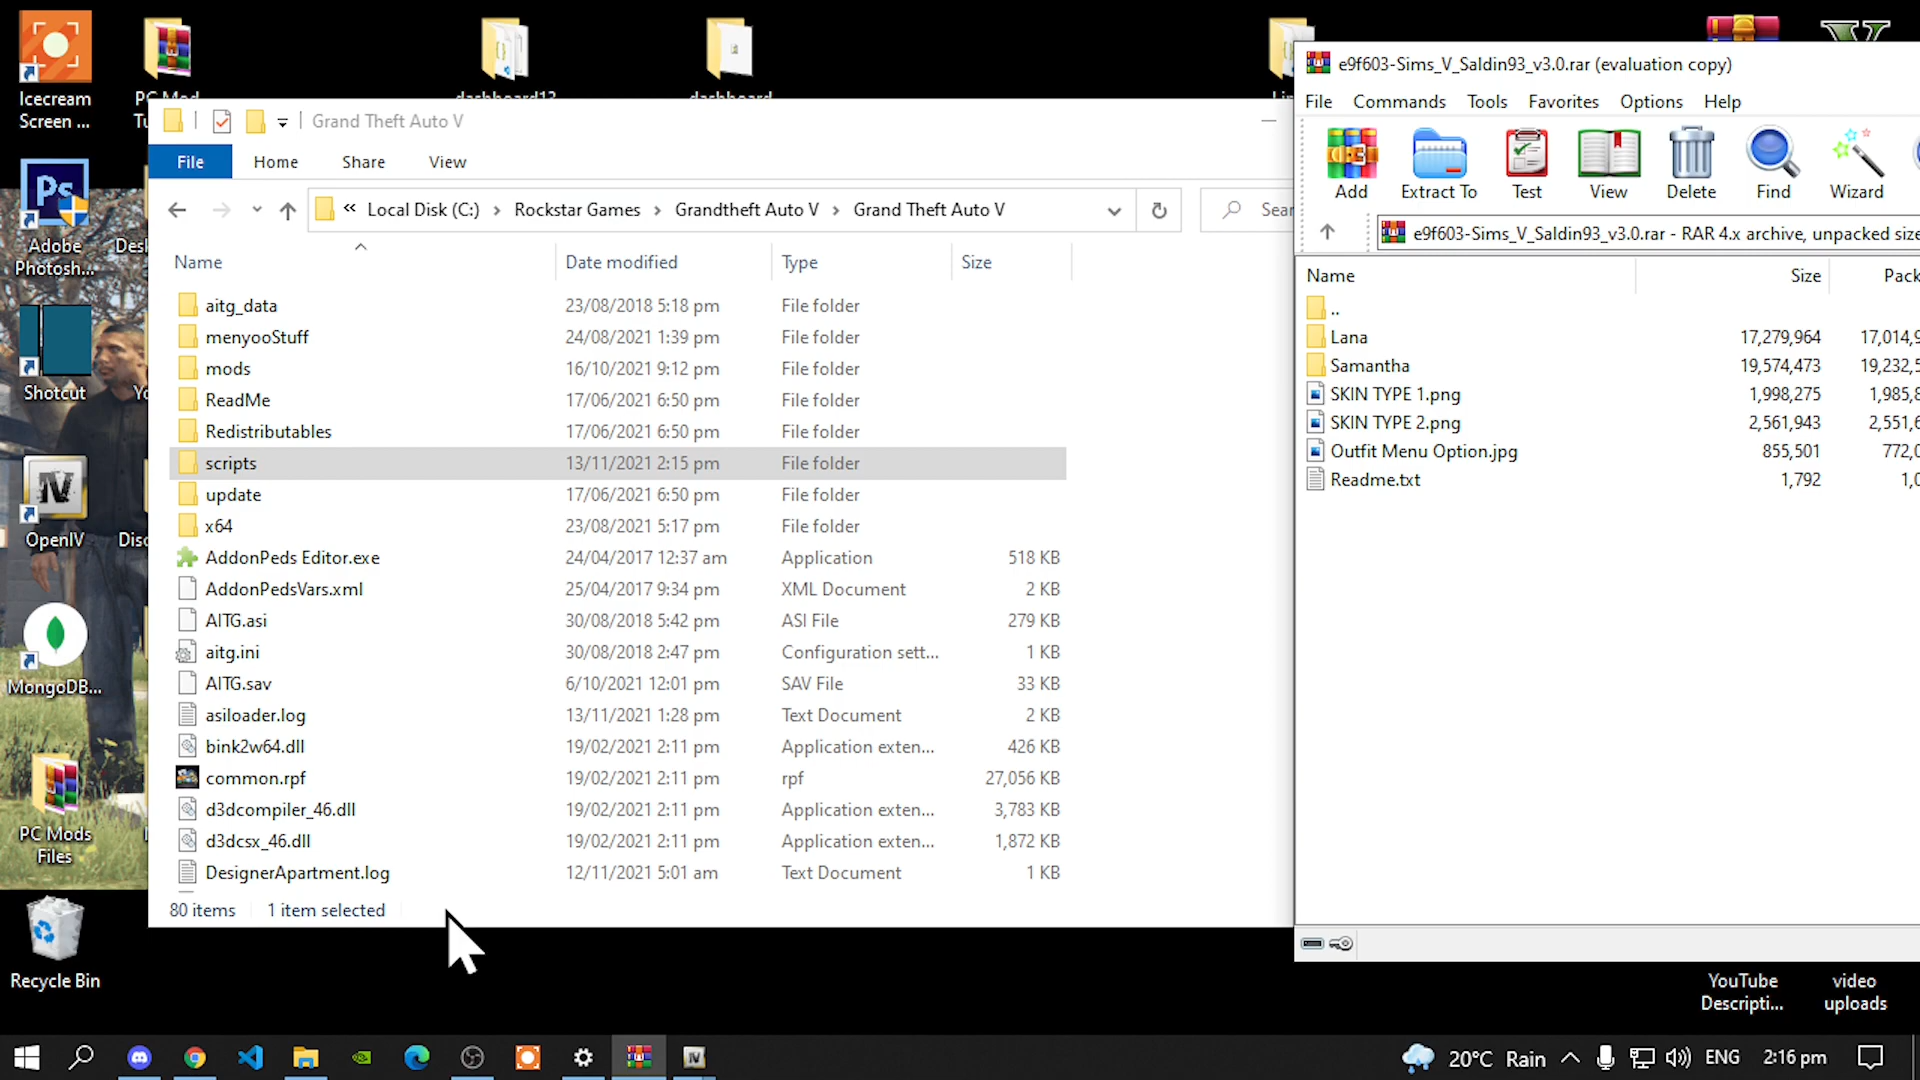 Icecream
Screen ...
PC Mod
dashboard13
dashboard
Adobe
Photosh...
Shotcut
OpenIV
MongoDB...
PC Mods
Files
Recycle Bin
Grand Theft Auto V
File Home Share View
« Local Disk (C:) › Rockstar Games › Grandtheft Auto V › Grand Theft Auto V
Name Date modified Type Size
aitg_data 23/08/2018 5:18 pm File folder
menyooStuff 24/08/2021 1:39 pm File folder
mods 16/10/2021 9:12 pm File folder
ReadMe 17/06/2021 6:50 pm File folder
Redistributables 17/06/2021 6:50 pm File folder
scripts 13/11/2021 2:15 pm File folder
update 17/06/2021 6:50 pm File folder
x64 23/08/2021 5:17 pm File folder
AddonPeds Editor.exe 24/04/2017 12:37 am Application 518 KB
AddonPedsVars.xml 25/04/2017 9:34 pm XML Document 2 KB
AITG.asi 30/08/2018 5:42 pm ASI File 279 KB
aitg.ini 30/08/2018 2:47 pm Configuration sett... 1 KB
AITG.sav 6/10/2021 12:01 pm SAV File 33 KB
asiloader.log 13/11/2021 1:28 pm Text Document 2 KB
bink2w64.dll 19/02/2021 2:11 pm Application exten... 426 KB
common.rpf 19/02/2021 2:11 pm rpf 27,056 KB
d3dcompiler_46.dll 19/02/2021 2:11 pm Application exten... 3,783 KB
d3dcsx_46.dll 19/02/2021 2:11 pm Application exten... 1,872 KB
DesignerApartment.log 12/11/2021 5:01 am Text Document 1 KB
80 items 1 item selected
e9f603-Sims_V_Saldin93_v3.0.rar (evaluation copy)
File Commands Tools Favorites Options Help
Add Extract To Test View Delete Find Wizard
e9f603-Sims_V_Saldin93_v3.0.rar - RAR 4.x archive, unpacked size
Name Size Pack
..
Lana 17,279,964 17,014,9
Samantha 19,574,473 19,232,5
SKIN TYPE 1.png 1,998,275 1,985,8
SKIN TYPE 2.png 2,561,943 2,551,6
Outfit Menu Option.jpg 855,501 772,0
Readme.txt 1,792 1,0
YouTube
Descripti...
video
uploads
20°C Rain ENG 2:16 pm